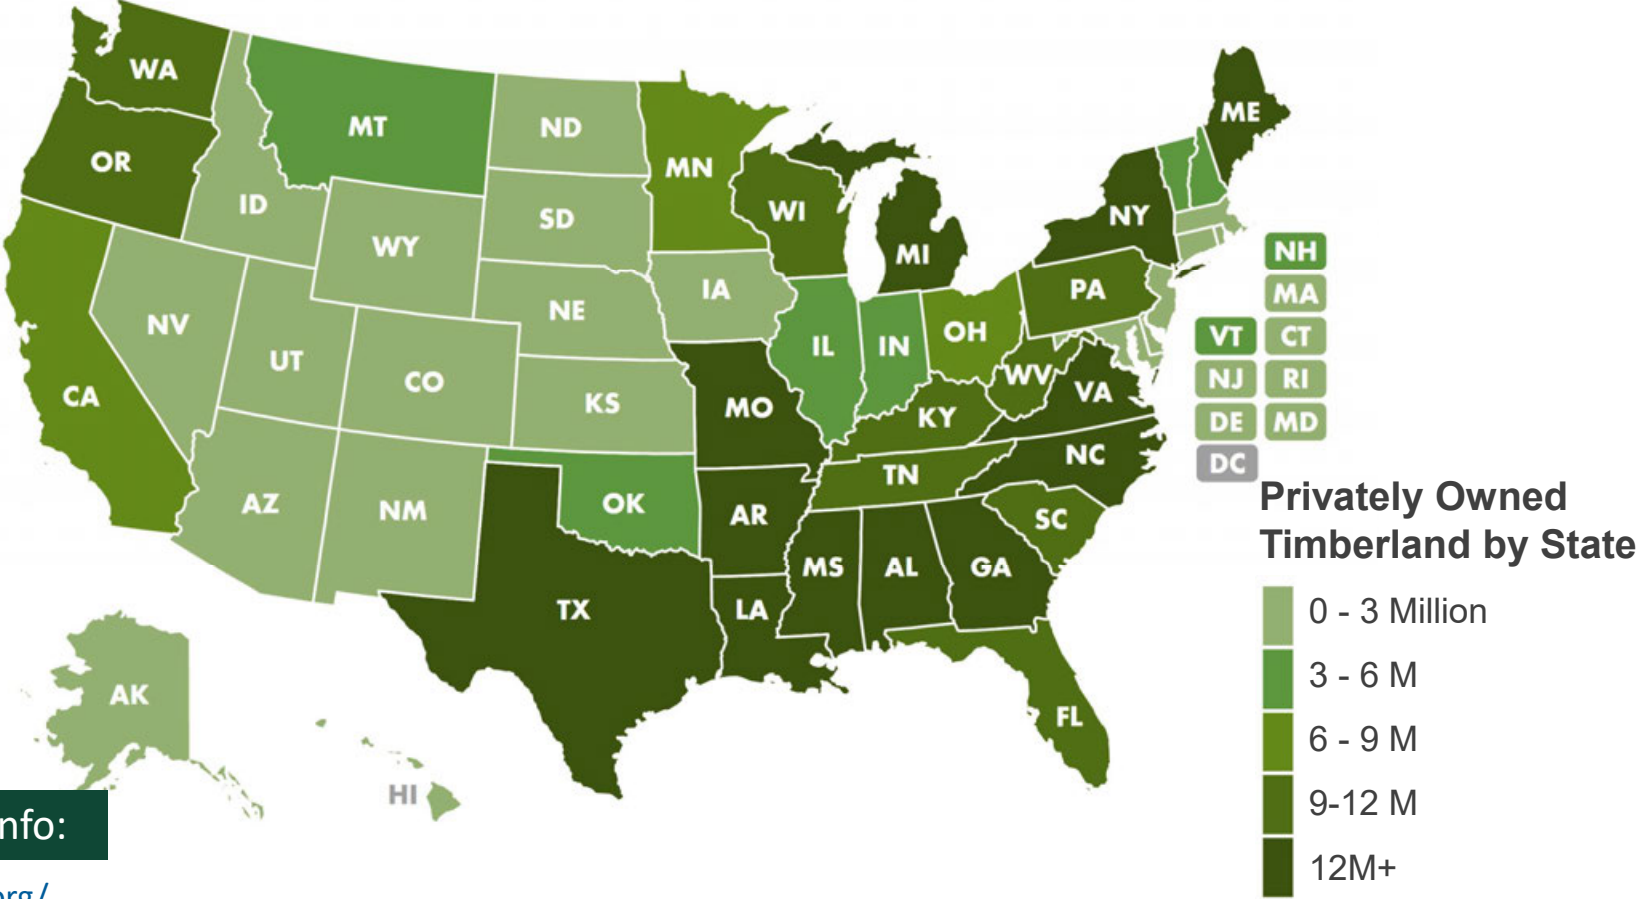 WA
MT
ND
MN
ME
OR
ID
SD
WI
NY
WY
MI
NH
IA
PA
MA
NE
NV
OH
VT
CT
UT
IL
IN
CO
WV
NJ
RI
CA
KS
MO
VA
KY
DE
MD
NC
DC
TN
AZ
NM
OK
AR
SC
MS
AL
GA
TX
LA
AK
FL
HI
Privately Owned
Timberland by State
0 - 3 Million
3 - 6 M
6 - 9 M
9-12 M
12M+
nfo:
org/